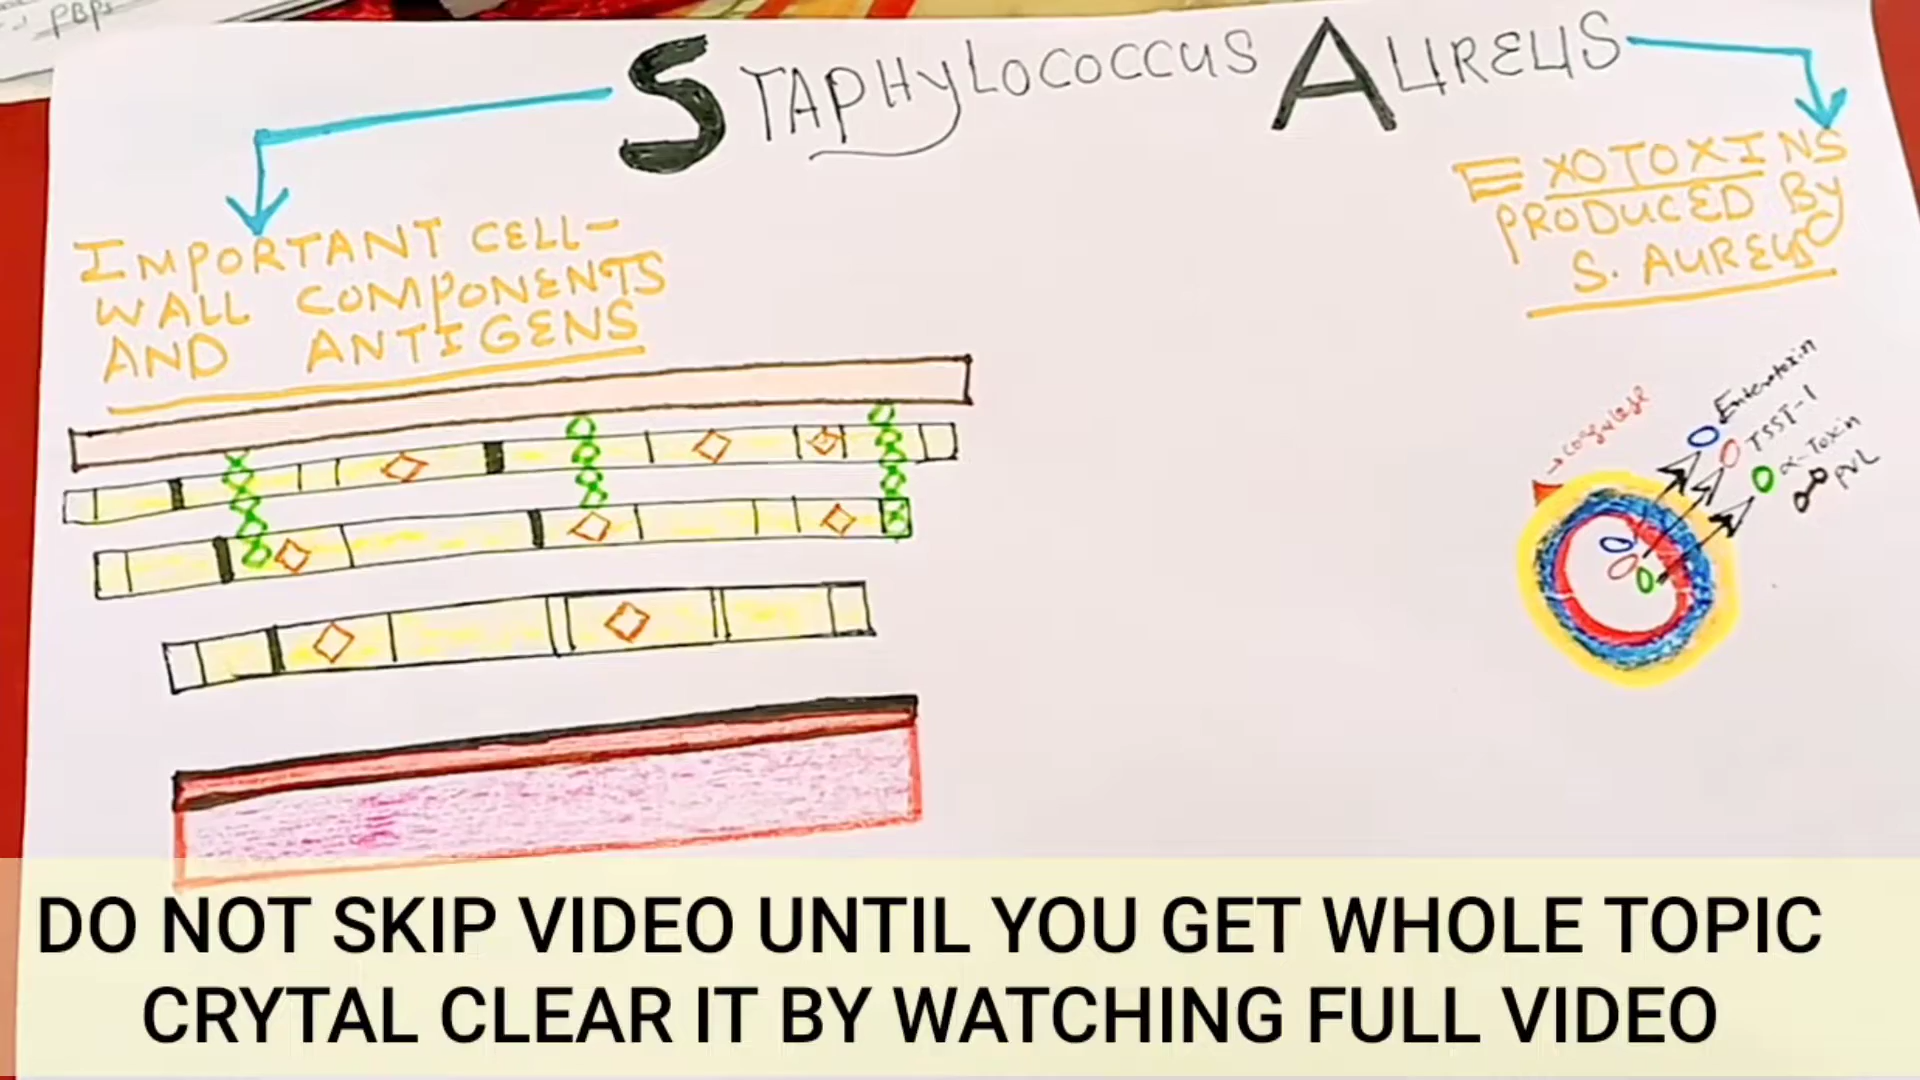 PBPs
STAPHYLOCOCCUS AUREUS
IMPORTANT CELL-
WALL COMPONENTS
AND ANTIGENS
EXOTOXINS
PRODUCED BY
S. AUREUS
coagulase
Enterotoxin
TSST-1
α-Toxin
PVL
DO NOT SKIP VIDEO UNTIL YOU GET WHOLE TOPIC
CRYTAL CLEAR IT BY WATCHING FULL VIDEO